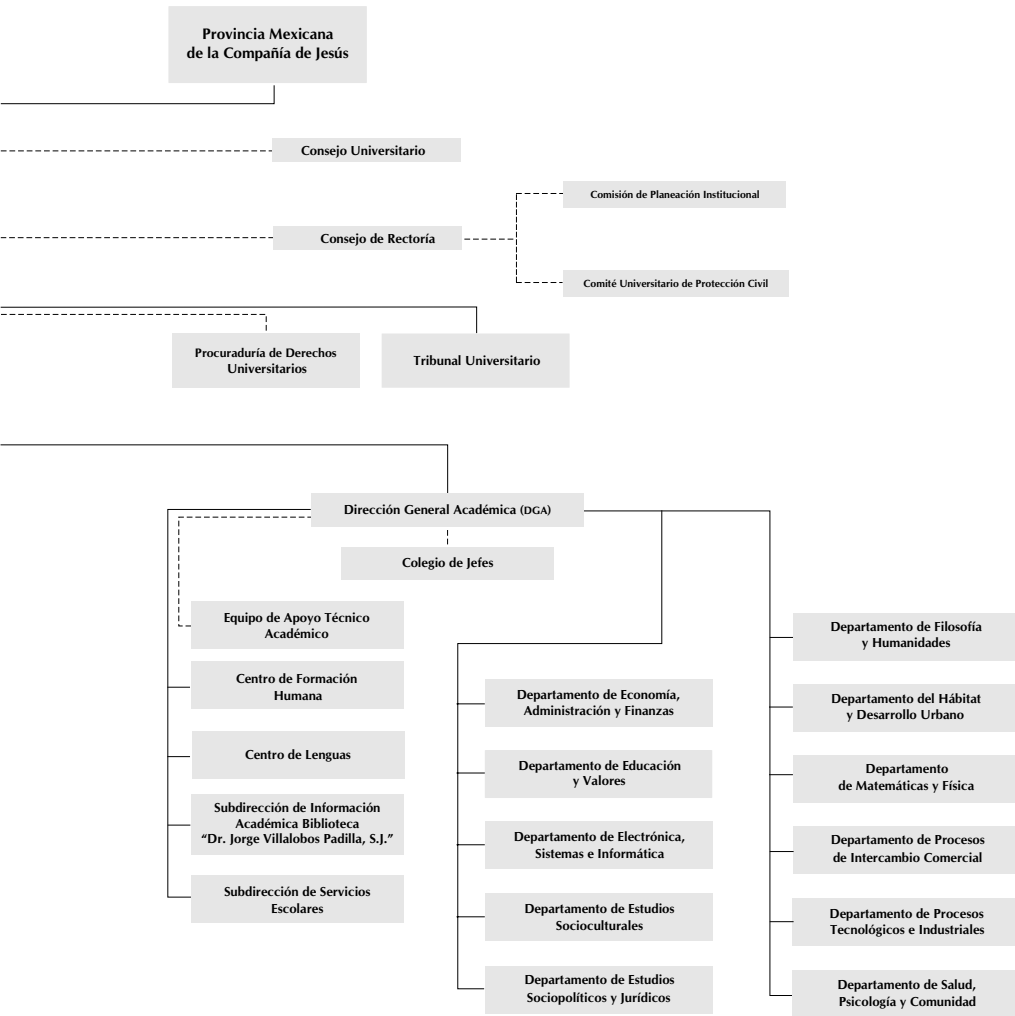 Provincia Mexicana
de la Compañía de Jesús
Consejo Universitario
Comisión de Planeación Institucional
Consejo de Rectoría
Comité Universitario de Protección Civil
Procuraduría de Derechos
Universitarios
Tribunal Universitario
Dirección General Académica (DGA)
Colegio de Jefes
Equipo de Apoyo Técnico
Académico
Centro de Formación
Humana
Centro de Lenguas
Subdirección de Información
Académica Biblioteca
“Dr. Jorge Villalobos Padilla, S.J.”
Subdirección de Servicios
Escolares
Departamento de Economía,
Administración y Finanzas
Departamento de Educación
y Valores
Departamento de Electrónica,
Sistemas e Informática
Departamento de Estudios
Socioculturales
Departamento de Estudios
Sociopolíticos y Jurídicos
Departamento de Filosofía
y Humanidades
Departamento del Hábitat
y Desarrollo Urbano
Departamento
de Matemáticas y Física
Departamento de Procesos
de Intercambio Comercial
Departamento de Procesos
Tecnológicos e Industriales
Departamento de Salud,
Psicología y Comunidad